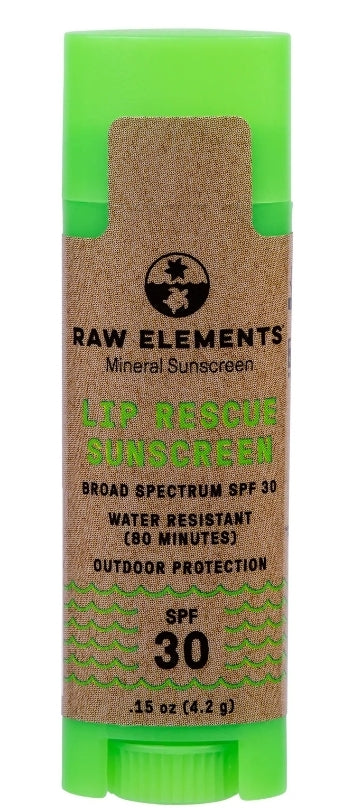 RAW ELEMENTS
Mineral Sunscreen
LIP RESCUE
SUNSCREEN
BROAD SPECTRUM SPF 30
WATER RESISTANT
(80 MINUTES)
OUTDOOR PROTECTION
SPF
30
.15 oz (4.2 g)